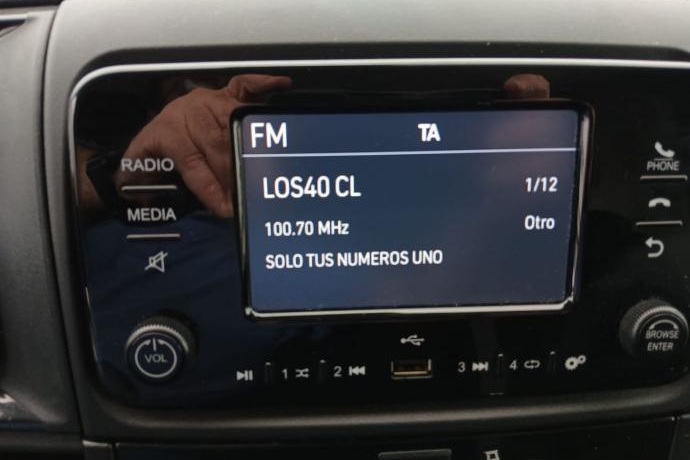 FM TA
LOS40 CL 1/12
100.70 MHz Otro
SOLO TUS NUMEROS UNO
RADIO
MEDIA
VOL
1 2 3 4
PHONE
BROWSE
ENTER